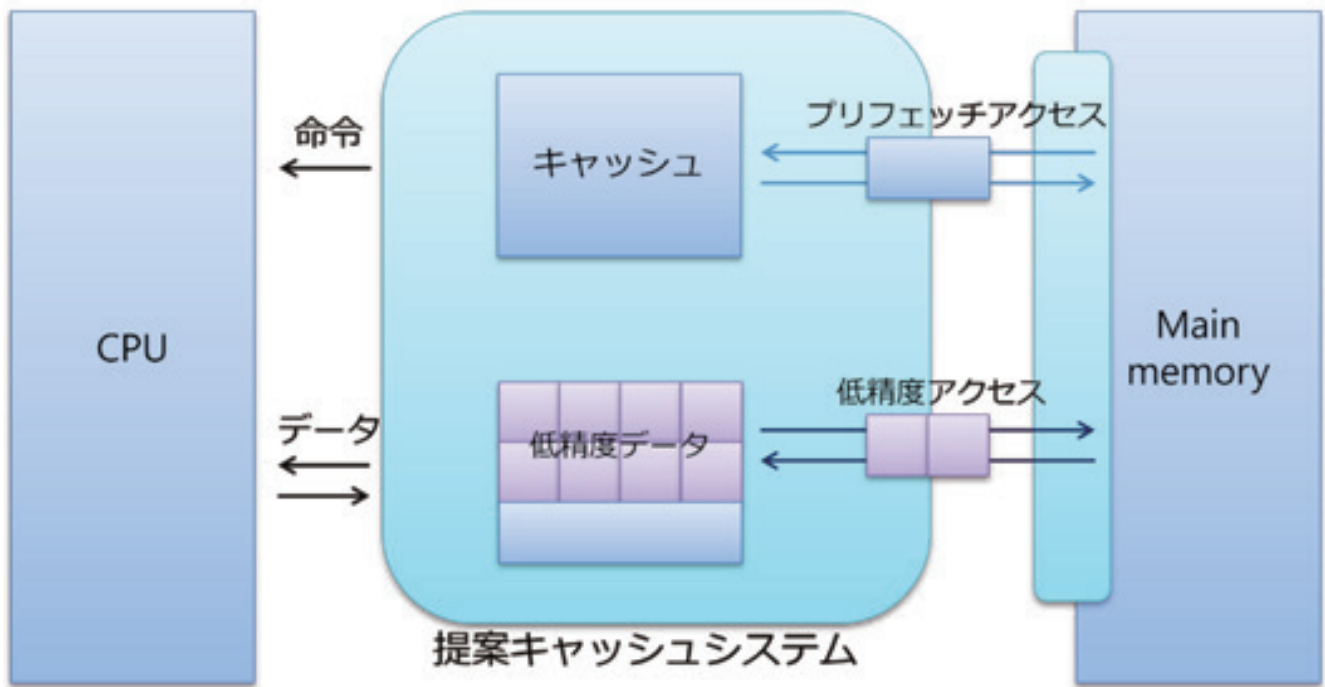 プリフェッチアクセス
命令
キャッシュ
CPU
Main
memory
低精度アクセス
データ
低精度データ
提案キャッシュシステム